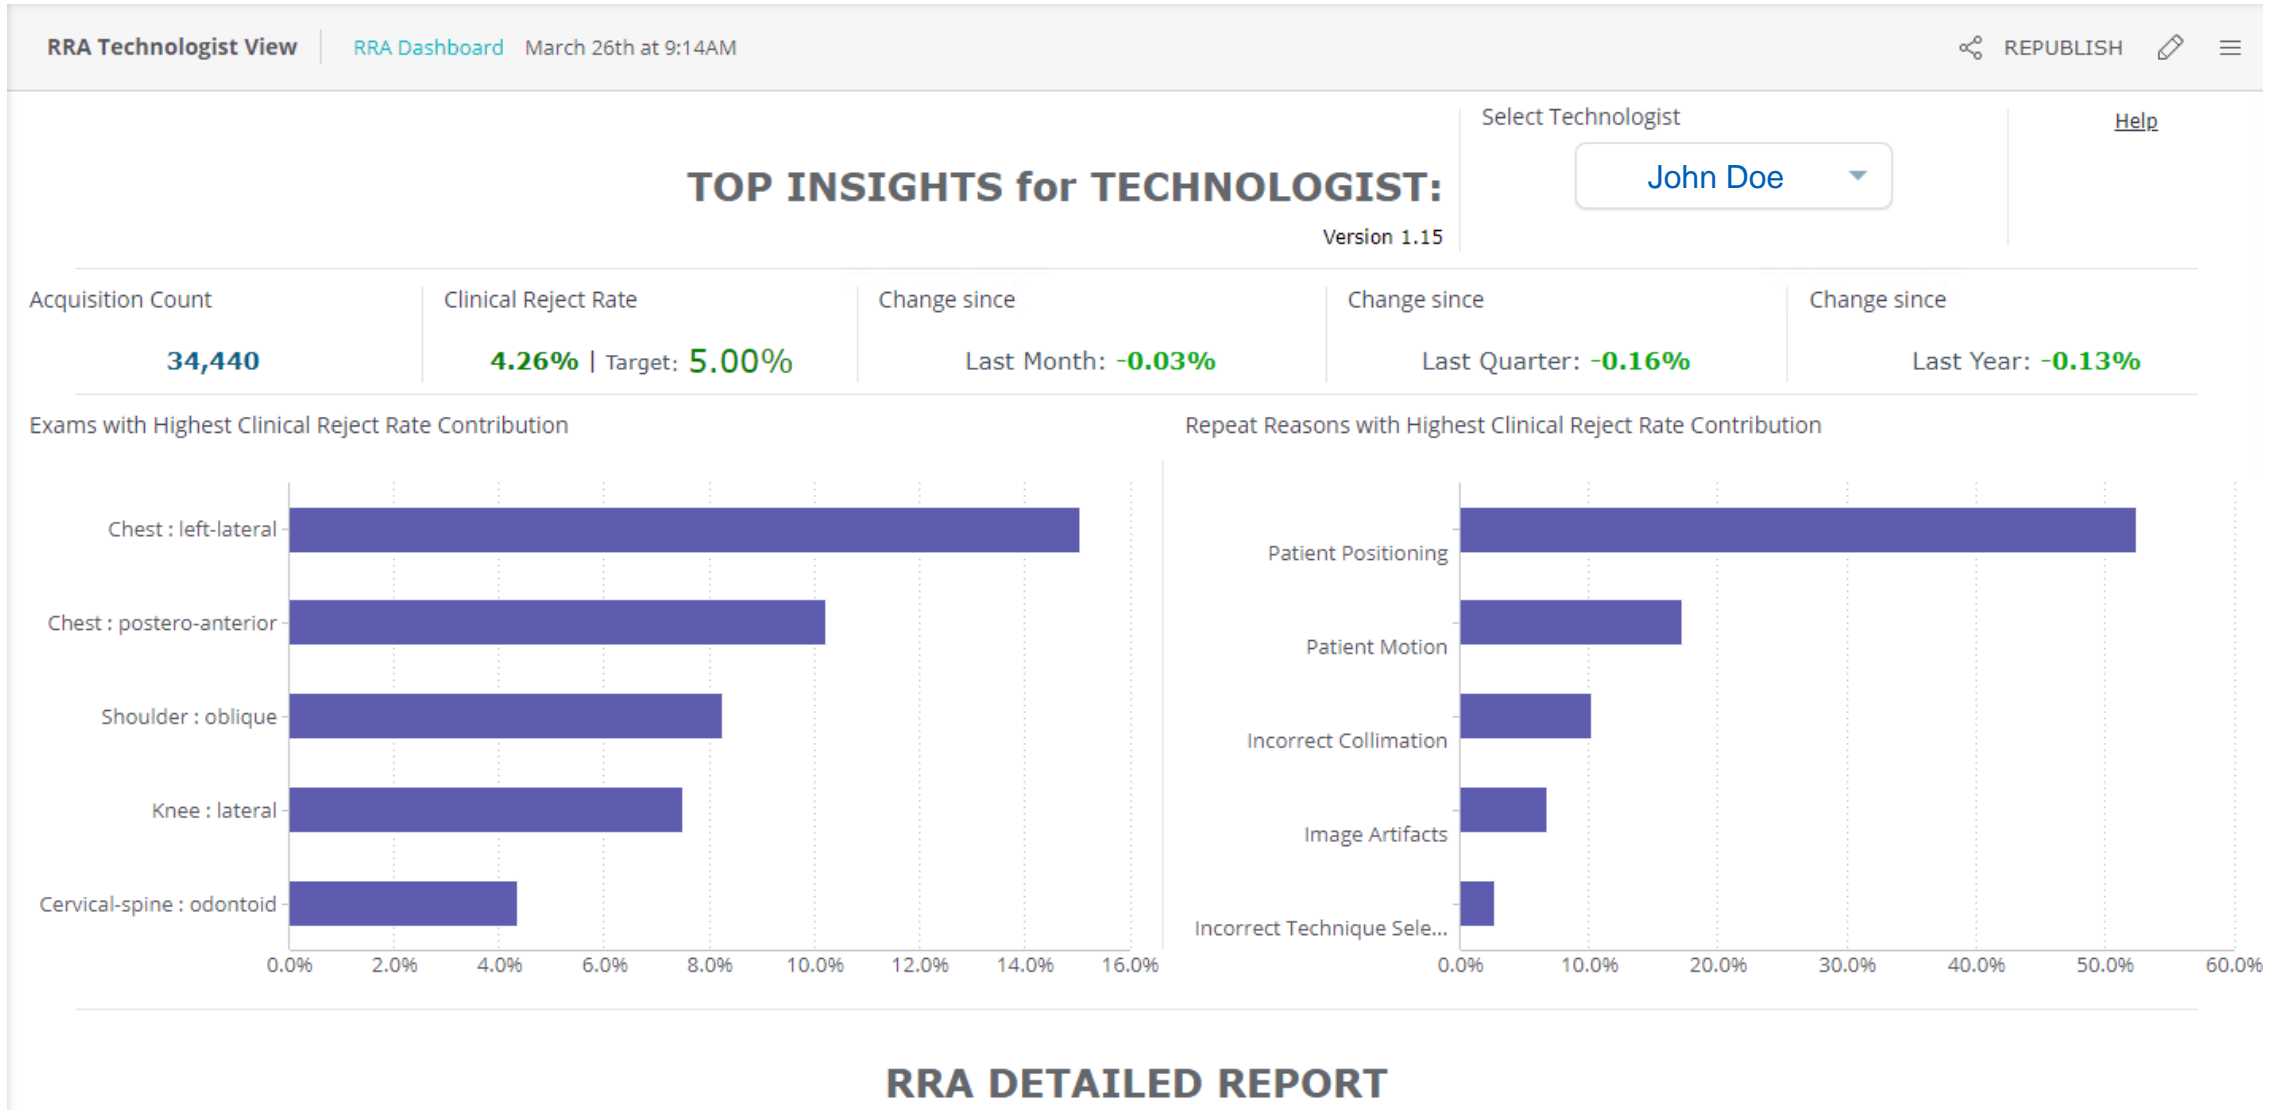 RRA Technologist View RRA Dashboard March 26th at 9:14AM REPUBLISH
Select Technologist
Help
TOP INSIGHTS for TECHNOLOGIST:
John Doe
Version 1.15
Acquisition Count
34,440
Clinical Reject Rate
4.26% | Target: 5.00%
Change since
Last Month: -0.03%
Change since
Last Quarter: -0.16%
Change since
Last Year: -0.13%
Exams with Highest Clinical Reject Rate Contribution
Chest : left-lateral
Chest : postero-anterior
Shoulder : oblique
Knee : lateral
Cervical-spine : odontoid
0.0% 2.0% 4.0% 6.0% 8.0% 10.0% 12.0% 14.0% 16.0%
Repeat Reasons with Highest Clinical Reject Rate Contribution
Patient Positioning
Patient Motion
Incorrect Collimation
Image Artifacts
Incorrect Technique Sele...
0.0% 10.0% 20.0% 30.0% 40.0% 50.0% 60.0%
RRA DETAILED REPORT